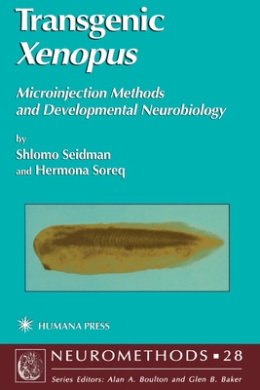 Transgenic
Xenopus
Microinjection Methods
and Developmental Neurobiology
by
Shlomo Seidman
and Hermona Soreq
HUMANA PRESS
NEUROMETHODS ▪ 28
Series Editors: Alan A. Boulton and Glen B. Baker